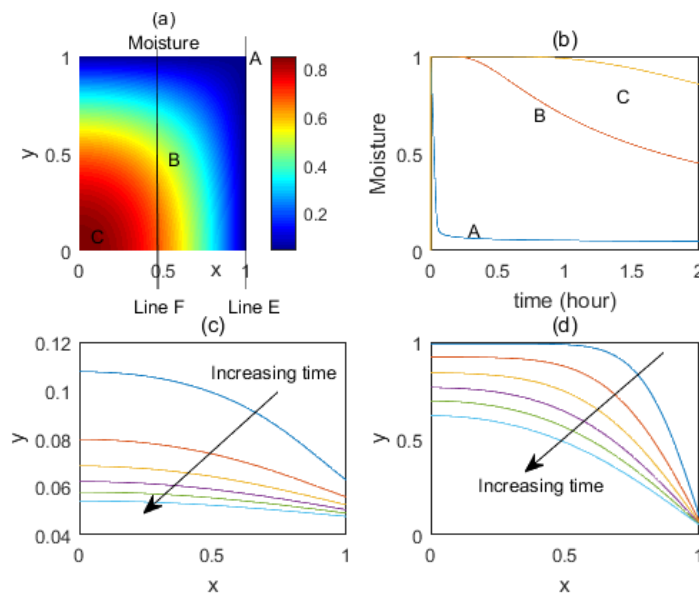 (a)
Moisture
1
0.5
0
y
0
0.5
x
1
A
B
C
Line F
Line E
0.8
0.6
0.4
0.2
(b)
1
0.5
0
Moisture
A
B
C
0
0.5
1
1.5
2
time (hour)
(c)
0.12
0.1
0.08
0.06
0.04
y
Increasing time
0
0.5
1
x
(d)
1
0.5
0
y
Increasing time
0
0.5
1
x